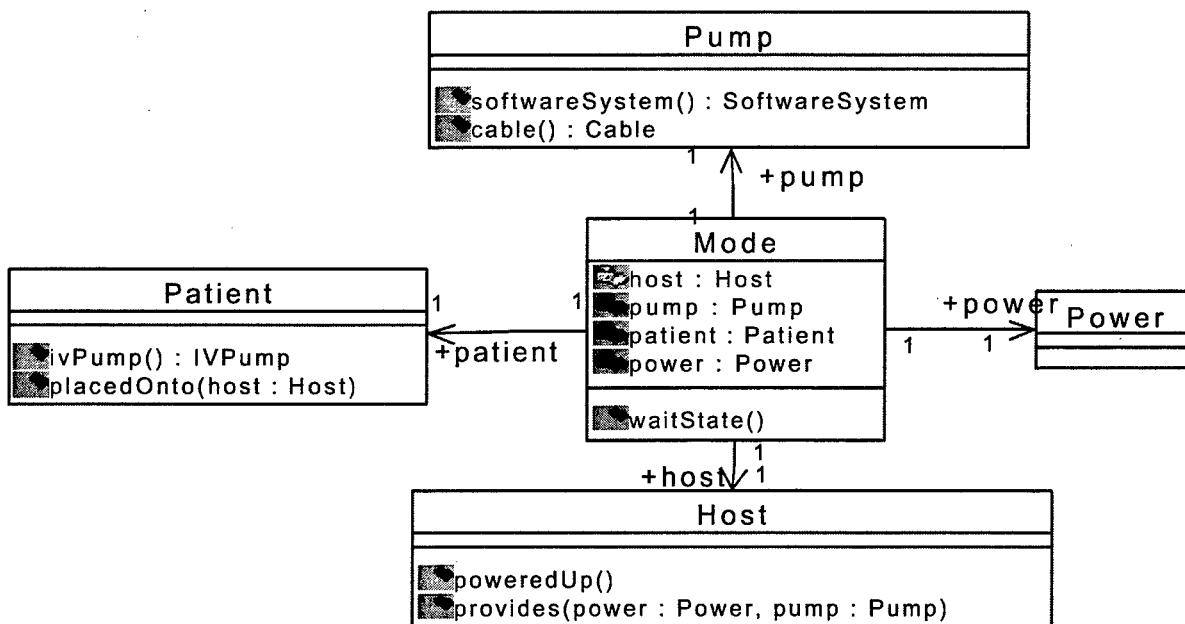 Pump
softwareSystem() : SoftwareSystem
cable() : Cable
1
+pump
1
Mode
host : Host
pump : Pump
patient : Patient
power : Power
waitState()
Patient
ivPump() : IVPump
placedOnto(host : Host)
1
1
+patient
+power
1
1
Power
1
+host
1
Host
poweredUp()
provides(power : Power, pump : Pump)